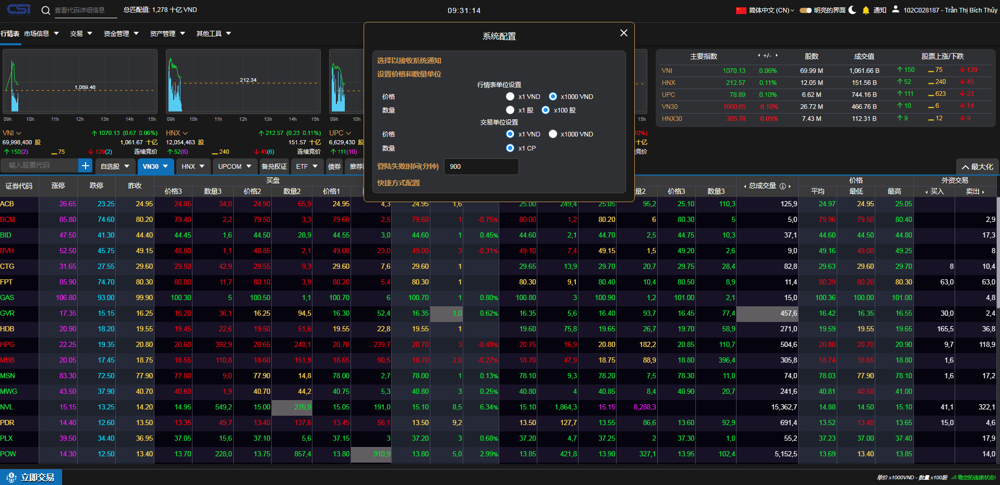 CSI
查看代码详细信息
总匹配值: 1,278 十亿 VND
09:31:14
简体中文 (CN)
明亮的界面
通知
102C028187 - Trần Thị Bích Thủy
行情表 市场信息 交易 资金管理 资产管理 其他工具
系统配置
选择以接收系统通知
设置价格和数量单位
行情表单位设置
价格 x1 VND x1000 VND
数量 x1 股 x100 股
交易单位设置
价格 x1 VND x1000 VND
数量 x1 CP
登陆失败时间(分钟) 900
快捷方式配置
1,069.46
09h 10h 11h 12h 13h 14h 15h
VNI 1070.13 (0.67 0.06%)
69,998,400 股 1,061.67 十亿
150(2) 75 129(2) 连续竞价
212.34
09h 10h 11h 12h 13h 14h 15h
HNX 212.57 (0.23 0.11%)
12,054,463 股 151.57 十亿
52(8) 240 45(6) 连续竞价
09h 10h 15h
UPC 10%)
6,629,430 股 十亿
111(10) 续竞价
主要指数 +/- 股数 成交值 股票上涨/下跌
VNI 1070.13 0.06% 69.99 M 1,061.66 B 150 75 129
HNX 212.57 0.11% 12.05 M 151.56 B 52 240 45
UPC 78.89 0.10% 6.62 M 744.16 B 111 623 23
VN30 1080.65 -0.10% 26.72 M 466.76 B 10 6 14
HNX30 385.78 -0.09% 7.43 M 112.31 B 9 12 9
输入股票代码 + 自选股 VN30 HNX UPCOM 备兑权证 ETF 债券 推荐 最大化
证券代码 涨停 跌停 昨收 买盘 总成交量 价格 外资交易
价格3 数量3 价格2 数量2 价格1 量2 价格3 数量3 平均 最低 最高 买入 卖出
ACB 26.65 23.25 24.95 24.85 34,0 24.90 65,9 24.95 4,3 24.95 1,6 25.00 249,4 25.05 95,2 25.10 110,3 125,9 24.97 24.95 25.05
BCM 85.80 74.60 80.20 79.40 2,2 79.50 3,3 79.60 2,5 79.60 1 -0.75% 80.00 1,2 80.20 6 80.30 5 5,0 79.96 79.50 80.40 2,9
BID 47.50 41.30 44.40 44.45 1,6 44.50 28,9 44.55 3,0 44.60 1 0.45% 44.60 2,1 44.70 2,5 44.75 10,3 37,1 44.60 44.50 44.80 17,3
BVH 52.50 45.75 49.15 48.80 1,1 48.85 2,1 49.00 23,0 49.00 3 -0.31% 49.10 7,4 49.15 1,5 49.20 2,6 9,0 49.16 49.00 49.25 8
CTG 31.65 27.55 29.60 29.50 42,9 29.55 9,3 29.60 7,6 29.60 1 29.65 13,9 29.70 20,7 29.75 28,4 82,8 29.63 29.60 29.70 8 10,4
FPT 85.90 74.70 80.30 80.00 11,7 80.10 3,9 80.20 5,4 80.30 1 80.30 9,1 80.40 10,4 80.50 8,9 11,4 80.29 80.20 80.30 63,0 63,0
GAS 106.80 93.00 99.90 100.30 5 100.50 1,1 100.70 6 100.70 1 0.80% 100.80 3 100.90 1,2 101.00 2,1 15,0 100.36 100.00 101.00 4,8
GVR 17.35 15.15 16.25 16.20 36,1 16.25 94,5 16.30 52,4 16.35 1,0 0.62% 16.35 5,6 16.40 93,7 16.45 77,4 457,6 16.42 16.35 16.55 30,0 2,4
HDB 20.90 18.20 19.55 19.45 22,6 19.50 51,6 19.55 22,8 19.55 1 19.60 75,8 19.65 26,7 19.70 58,9 271,0 19.59 19.55 19.65 165,5 36,8
HPG 22.25 19.35 20.80 20.60 392,9 20.65 248,1 20.70 239,7 20.70 3 -0.48% 20.75 16,9 20.80 182,2 20.85 110,7 504,6 20.80 20.70 20.90 9,7 118,9
MBB 20.05 17.45 18.75 18.55 110,8 18.60 151,9 18.65 90,5 18.70 2,0 -0.27% 18.70 47,9 18.75 88,9 18.80 396,4 305,8 18.74 18.65 18.80 1,6
MSN 83.30 72.50 77.90 77.80 9,0 77.90 14,8 78.00 2,7 78.00 1 0.13% 78.10 9,3 78.20 7,5 78.30 11,0 74,0 78.03 77.90 78.10 1,6 17,2
MWG 43.50 37.90 40.70 40.60 1,9 40.70 44,2 40.75 5,3 40.80 3 0.25% 40.80 4 40.85 8,4 40.90 20,7 241,6 40.81 40.50 41.00
NVL 15.15 13.25 14.20 14.95 549,2 15.00 276,9 15.05 191,0 15.10 8,5 6.34% 15.10 1,864,3 15.15 8,288,3 15,362,7 14.88 14.50 15.10 41,1 322,1
PDR 14.40 12.60 13.50 13.35 49,7 13.40 137,6 13.45 56,1 13.50 9,2 13.50 127,7 13.55 86,6 13.60 92,9 691,4 13.52 13.40 13.65 15,0 4,6
PLX 39.50 34.40 36.95 37.05 15,6 37.10 5,6 37.15 3 37.20 3 0.68% 37.20 4,7 37.25 2 37.30 1,0 55,2 37.23 37.00 37.40 17,9
POW 14.30 12.50 13.40 13.70 228,0 13.75 857,4 13.80 910,9 13.80 5,0 2.99% 13.85 421,8 13.90 327,1 13.95 102,4 5,152,5 13.69 13.40 13.85 14,0
立即交易
单价 x1000VND - 数量 x100股 稳定的连接状态!